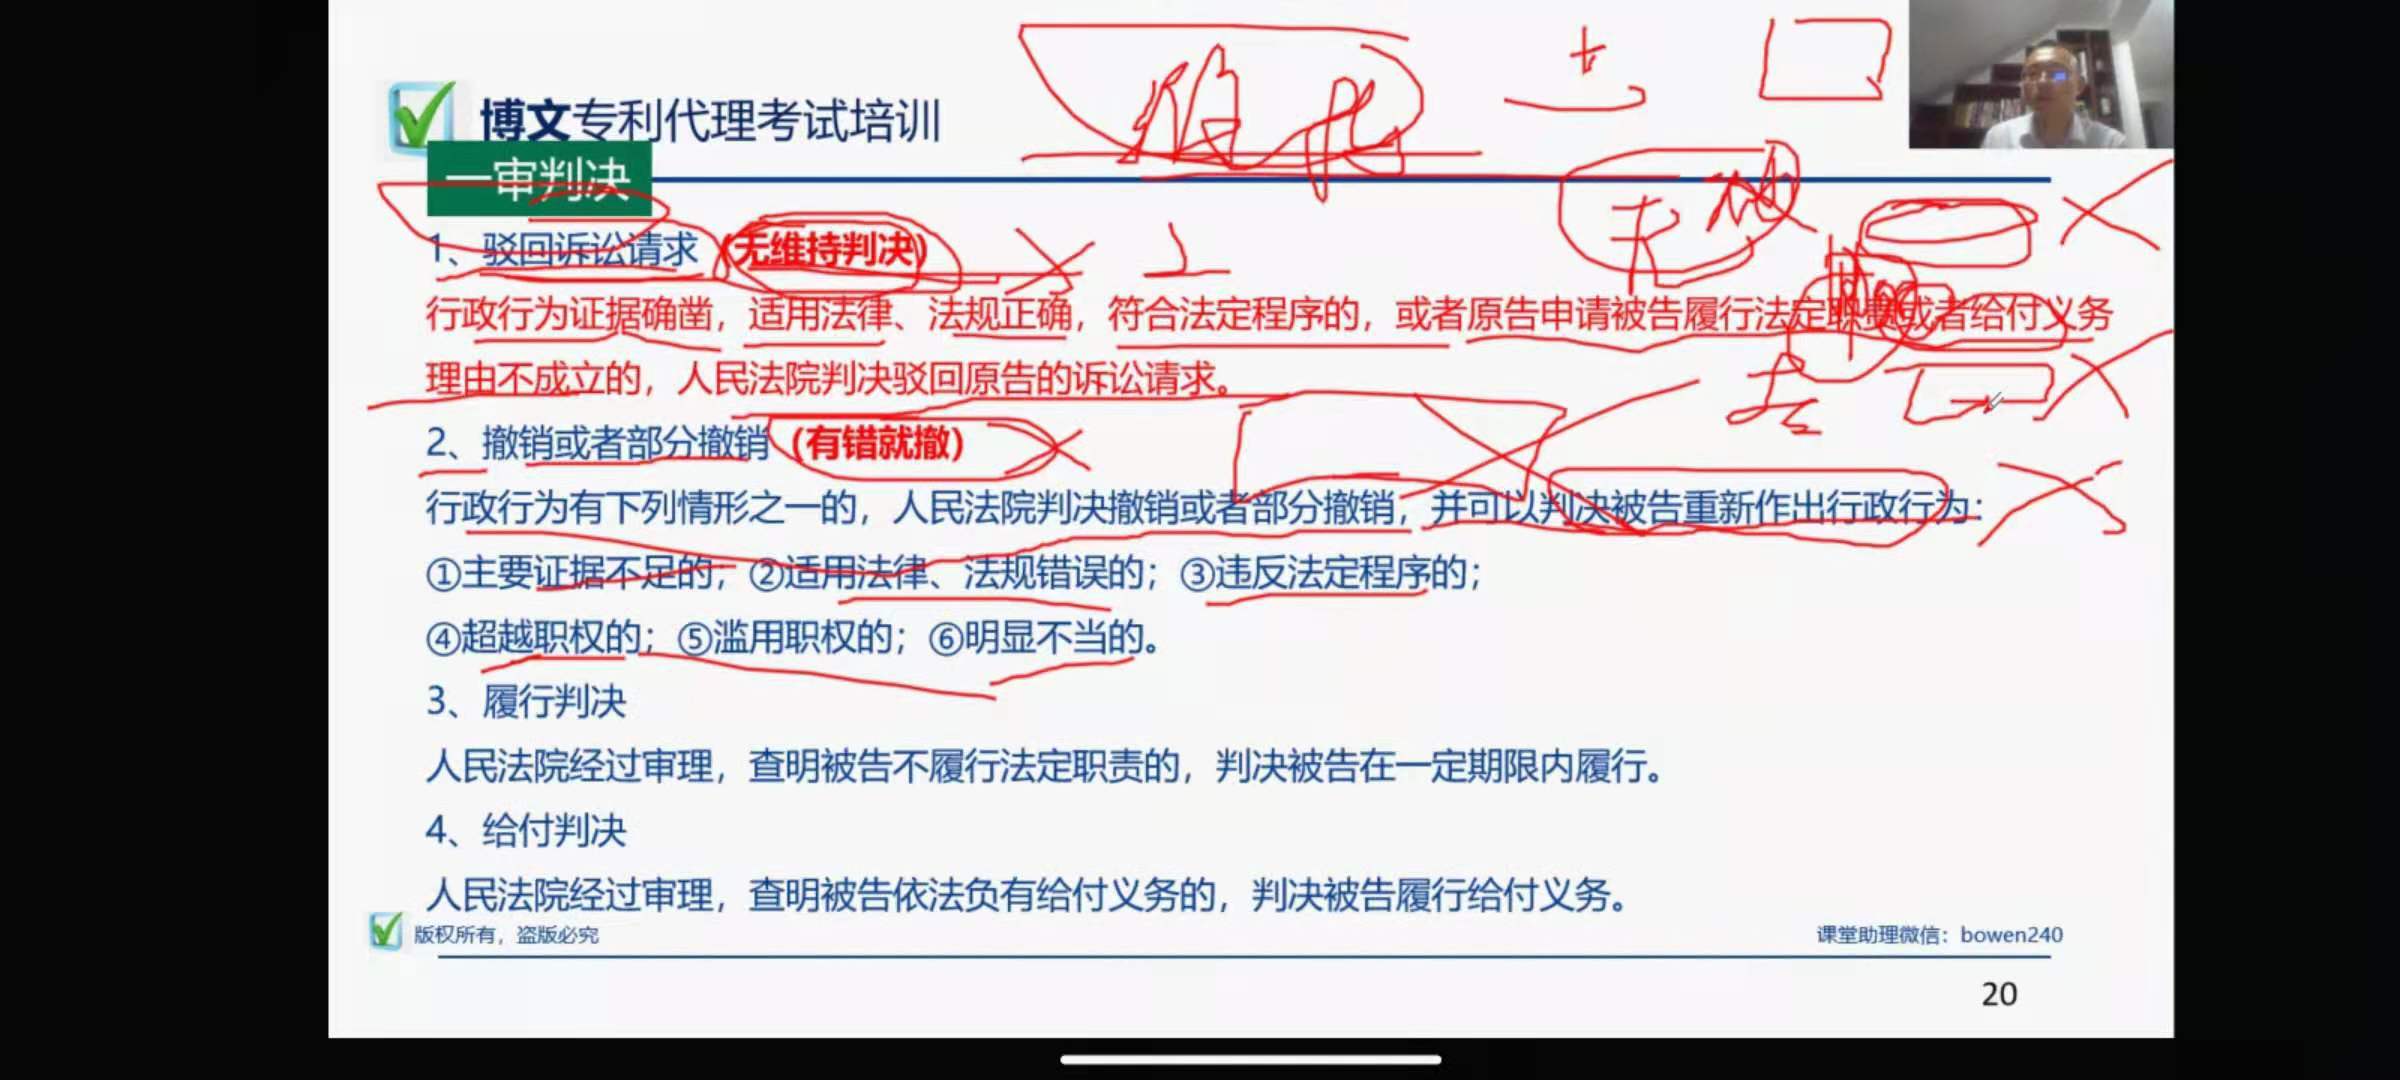 博文专利代理考试培训
一审判决
1、驳回诉讼请求（无维持判决）
行政行为证据确凿，适用法律、法规正确，符合法定程序的，或者原告申请被告履行法定职责或者给付义务
理由不成立的，人民法院判决驳回原告的诉讼请求。
2、撤销或者部分撤销（有错就撤）
行政行为有下列情形之一的，人民法院判决撤销或者部分撤销，并可以判决被告重新作出行政行为：
①主要证据不足的；②适用法律、法规错误的；③违反法定程序的；
④超越职权的；⑤滥用职权的；⑥明显不当的。
3、履行判决
人民法院经过审理，查明被告不履行法定职责的，判决被告在一定期限内履行。
4、给付判决
人民法院经过审理，查明被告依法负有给付义务的，判决被告履行给付义务。
版权所有，盗版必究
课堂助理微信：bowen240
20